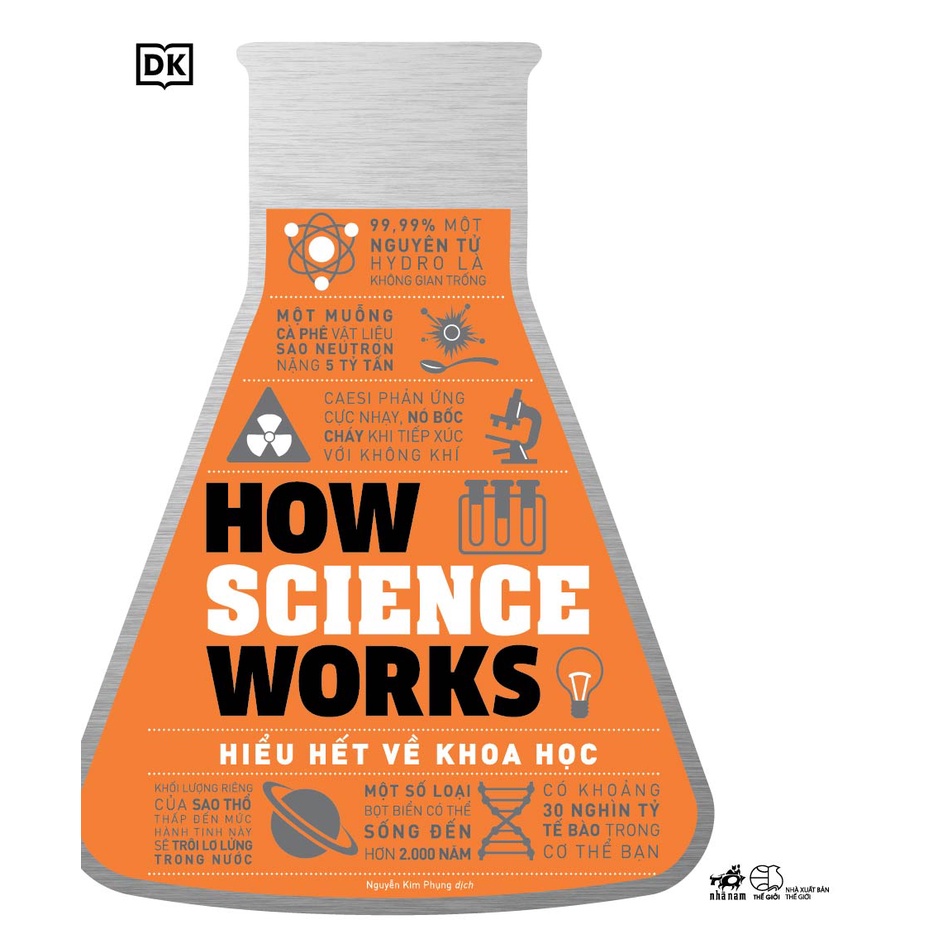 DK
99,99% MỘT
NGUYÊN TỬ
HYDRO LÀ
KHÔNG GIAN TRỐNG
MỘT MUỖNG
CÀ PHÊ VẬT LIỆU
SAO NEUTRON
NẶNG 5 TỶ TẤN
CAESI PHẢN ỨNG
CỰC NHẠY, NÓ BỐC
CHÁY KHI TIẾP XÚC
VỚI KHÔNG KHÍ
HOW
SCIENCE
WORKS
HIỂU HẾT VỀ KHOA HỌC
KHỐI LƯỢNG RIÊNG
CỦA SAO THỔ
THẤP ĐẾN MỨC
HÀNH TINH NÀY
SẼ TRÔI LƠ LỬNG
TRONG NƯỚC
MỘT SỐ LOẠI
BỌT BIỂN CÓ THỂ
SỐNG ĐẾN
HƠN 2.000 NĂM
CÓ KHOẢNG
30 NGHÌN TỶ
TẾ BÀO TRONG
CƠ THỂ BẠN
Nguyễn Kim Phụng dịch
nhã nam
THẾ GIỚI
NHÀ XUẤT BẢN
THẾ GIỚI